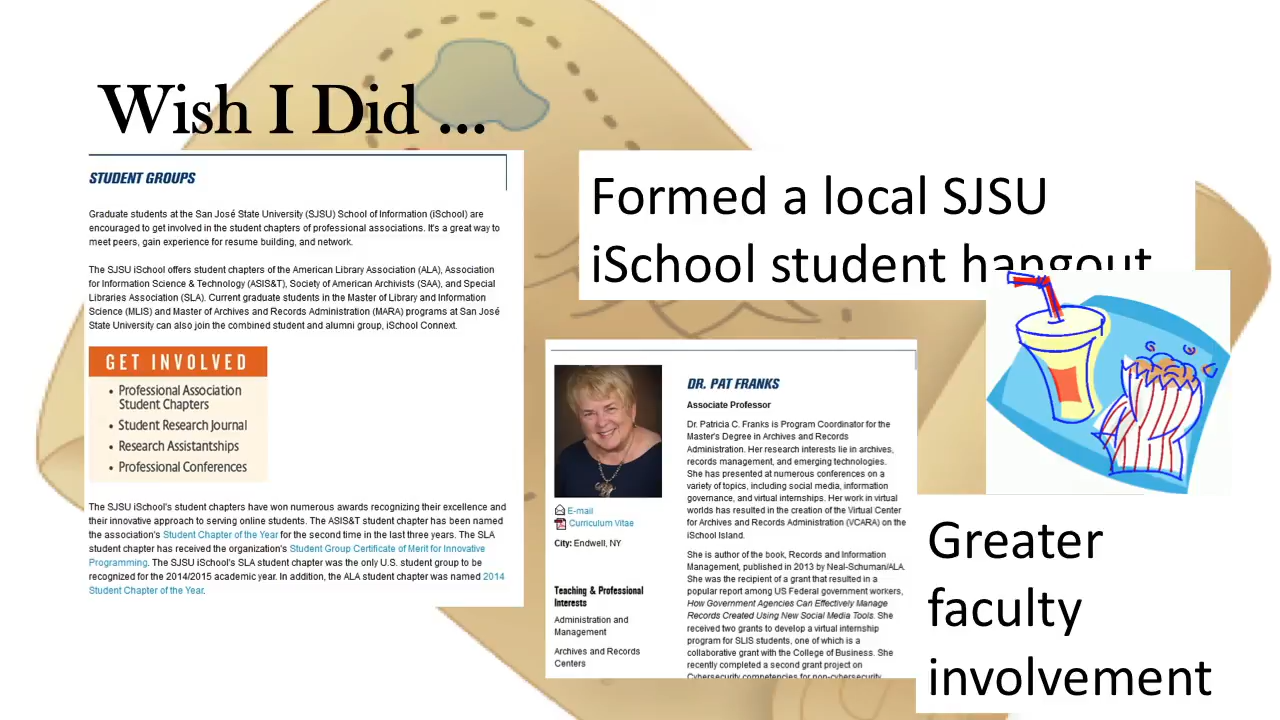 Wish I Did ...
STUDENT GROUPS
Graduate students at the San José State University (SJSU) School of Information (iSchool) are
encouraged to get involved in the student chapters of professional associations. It's a great way to
meet peers, gain experience for resume building, and network.
The SJSU iSchool offers student chapters of the American Library Association (ALA), Association
for Information Science & Technology (ASIS&T), Society of American Archivists (SAA), and Special
Libraries Association (SLA). Current graduate students in the Master of Library and Information
Science (MLIS) and Master of Archives and Records Administration (MARA) programs at San José
State University can also join the combined student and alumni group, iSchool Connext.
GET INVOLVED
• Professional Association
Student Chapters
• Student Research Journal
• Research Assistantships
• Professional Conferences
The SJSU iSchool's student chapters have won numerous awards recognizing their excellence and
their innovative approach to serving online students. The ASIS&T student chapter has been named
the association's Student Chapter of the Year for the second time in the last three years. The SLA
student chapter has received the organization's Student Group Certificate of Merit for Innovative
Programming. The SJSU iSchool's SLA student chapter was the only U.S. student group to be
recognized for the 2014/2015 academic year. In addition, the ALA student chapter was named 2014
Student Chapter of the Year.
Formed a local SJSU
iSchool student hangout
DR. PAT FRANKS
Associate Professor
Dr. Patricia C. Franks is Program Coordinator for the
Master's Degree in Archives and Records
Administration. Her research interests lie in archives,
records management, and emerging technologies.
She has presented at numerous conferences on a
variety of topics, including social media, information
governance, and virtual internships. Her work in virtual
worlds has resulted in the creation of the Virtual Center
for Archives and Records Administration (VCARA) on the
iSchool Island.
She is author of the book, Records and Information
Management, published in 2013 by Neal-Schuman/ALA.
She was the recipient of a grant that resulted in a
popular report among US Federal government workers,
How Government Agencies Can Effectively Manage
Records Created Using New Social Media Tools. She
received two grants to develop a virtual internship
program for SLIS students, one of which is a
collaborative grant with the College of Business. She
recently completed a second grant project on
Cybersecurity competencies for non-cybersecurity
E-mail
Curriculum Vitae
City: Endwell, NY
Teaching & Professional
Interests
Administration and
Management
Archives and Records
Centers
Greater
faculty
involvement